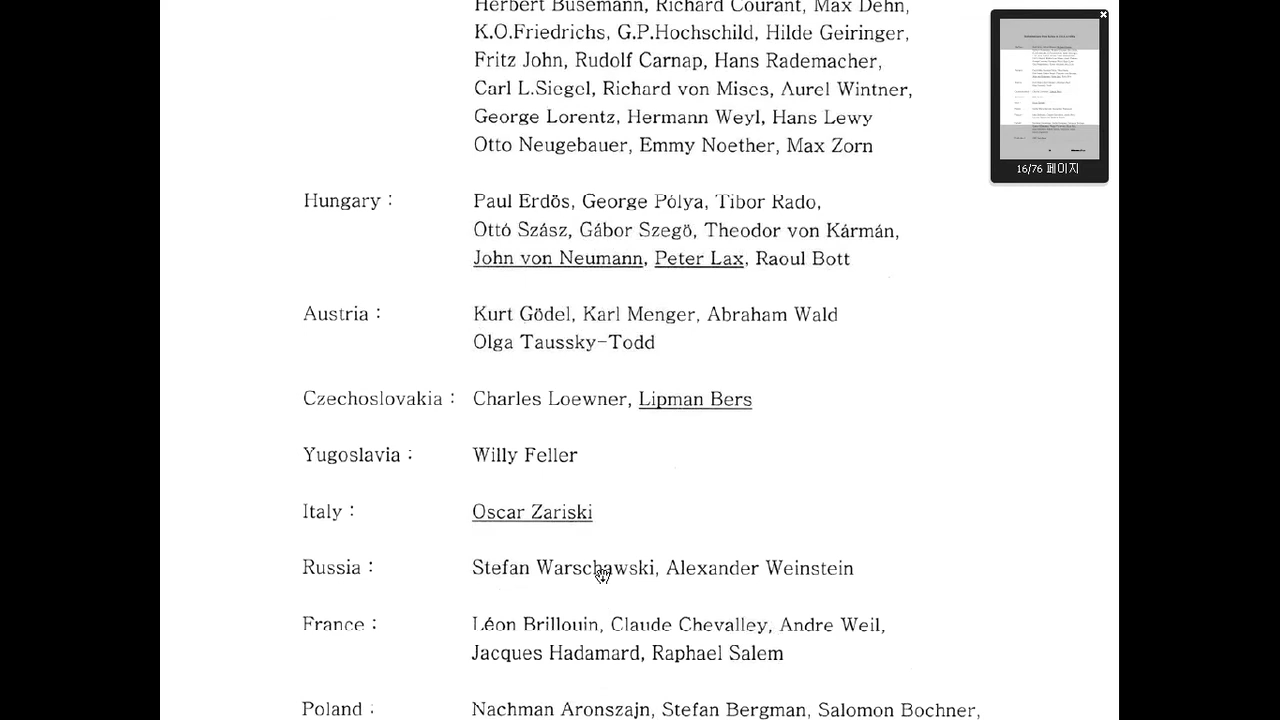 Herbert Busemann, Richard Courant, Max Dehn,
K.O.Friedrichs, G.P.Hochschild, Hilde Geiringer,
Fritz John, Rudolf Carnap, Hans Rademacher,
Carl Siegel, Richard von Mises, Aurel Wintner,
George Lorentz, Hermann Weyl, Hans Lewy
Otto Neugebauer, Emmy Noether, Max Zorn
Hungary : Paul Erdös, George Pólya, Tibor Rado,
Ottó Szász, Gábor Szegö, Theodor von Kármán,
John von Neumann, Peter Lax, Raoul Bott
Austria : Kurt Gödel, Karl Menger, Abraham Wald
Olga Taussky-Todd
Czechoslovakia : Charles Loewner, Lipman Bers
Yugoslavia : Willy Feller
Italy : Oscar Zariski
Russia : Stefan Warschawski, Alexander Weinstein
France : Léon Brillouin, Claude Chevalley, Andre Weil,
Jacques Hadamard, Raphael Salem
Poland : Nachman Aronszajn, Stefan Bergman, Salomon Bochner,
16/76 페이지